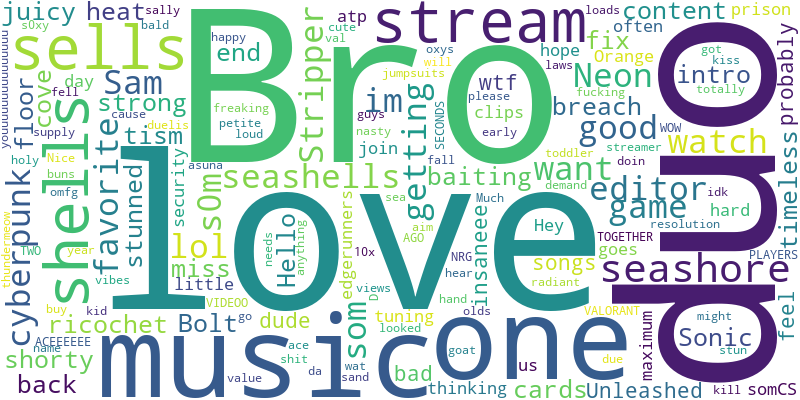 Bro
love
bruno
music
one
stream
sells
shells
seashore
seashells
editor
game
Sonic
Neon
good
fix
content
breach
want
watch
baiting
getting
Stripper
im
Sam
strong
tism
heat
juicy
cove
day
floor
favorite
cyberpunk
stunned
security
miss
lol
sOm
som
Hello
little
ricochet
Bolt
dude
shorty
back
tuning
bad
thinking
cards
us
Unleashed
somCS
songs
goes
insaneee
edgerunners
Hey
hard
timeless
feel
probably
intro
prison
Orange
often
hope
wtf
clips
join
atp
end
happy
cute
val
sally
bald
sOxy
youuuuuuuuuuuuuuu
supply
fell
cause
duelis
Nice
holy
buns
omfg
TWO
year
vibes
thundermeow
VIDEOO
buy
kid
go
ACEEEEEE
name
value
ace
shit
da
wat
sand
looked
goat
olds
hand
hear
views
D
10x
NRG
AGO
aim
sea
fall
Much
radiant
needs
anything
asuna
petite
loud
freaking
guys
nasty
oxys
will
jumpsuits
please
early
SECONDS
loads
laws
fucking
streamer
toddler
doin
demand
WOW
got
kiss
totally
idk
TOGETHER
resolution
PLAYERS
VALORANT
maximum
due
might
stun
kill